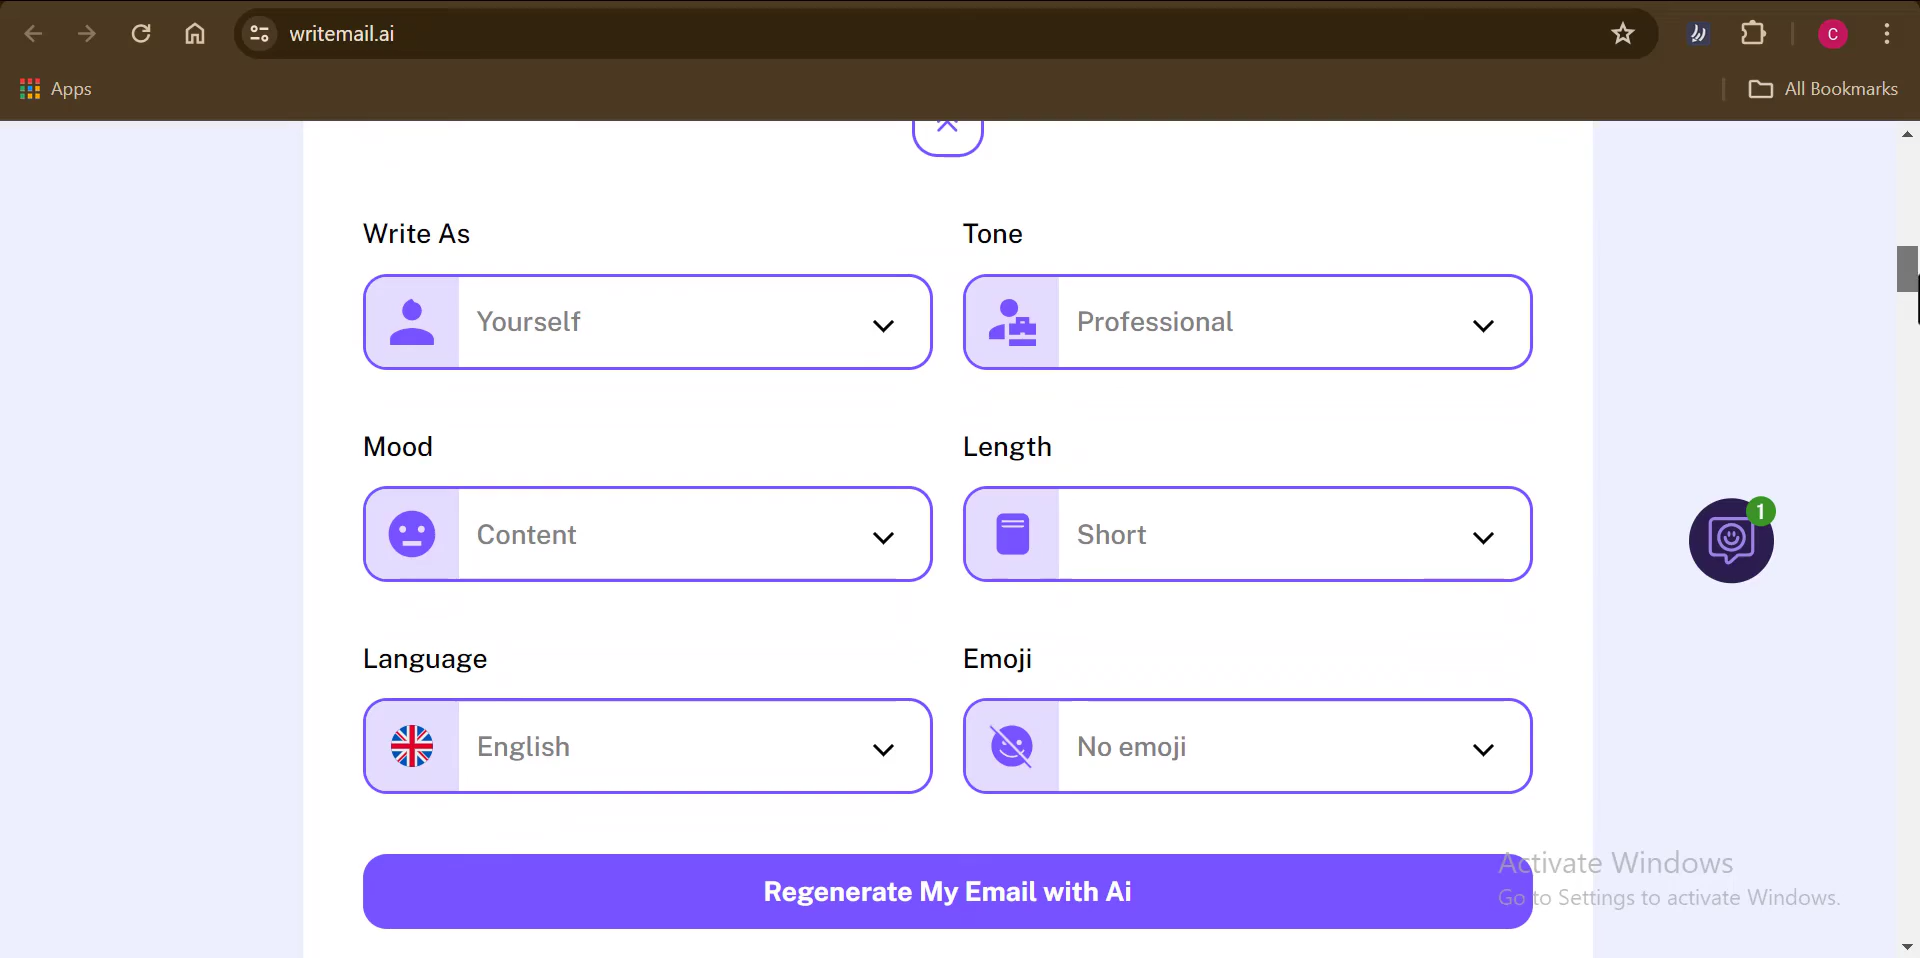 writemail.ai
C
Apps
All Bookmarks
Write As
Tone
Yourself
Professional
Mood
Length
Content
Short
1
Language
Emoji
English
No emoji
Regenerate My Email with Ai
Activate Windows
Go to Settings to activate Windows.